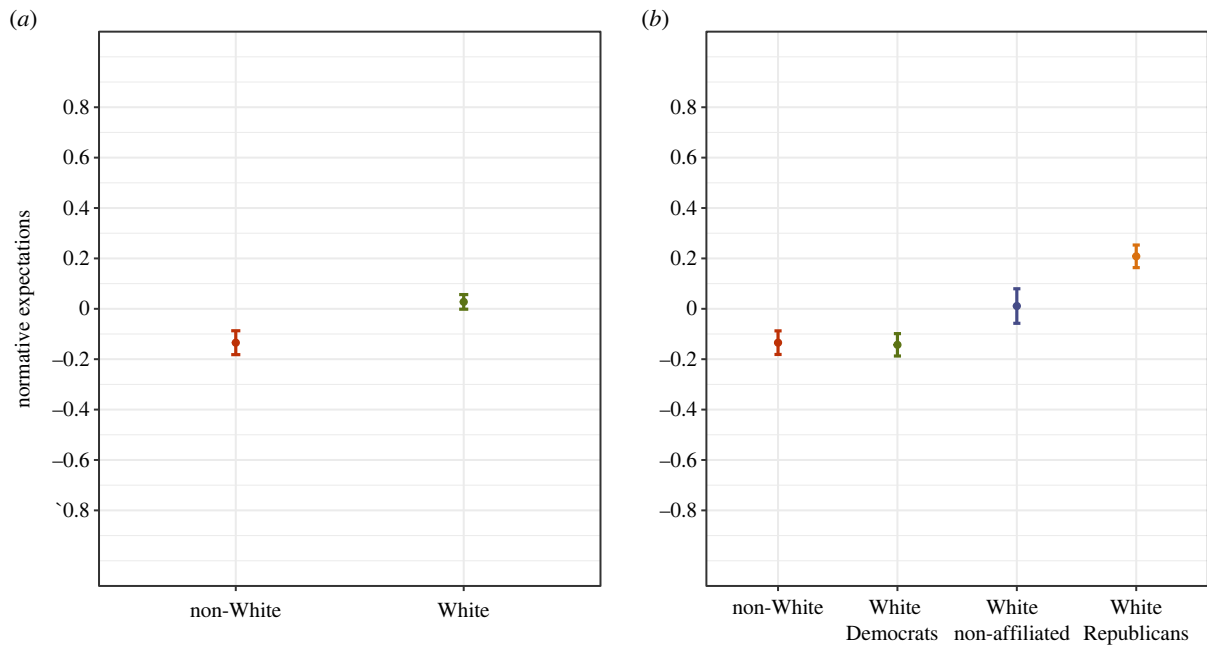 (a)
(b)
normative expectations
0.8
0.6
0.4
0.2
0
–0.2
–0.4
–0.6
`0.8
non-White
White
0.8
0.6
0.4
0.2
0
–0.2
–0.4
–0.6
–0.8
non-White
White
Democrats
White
non-affiliated
White
Republicans